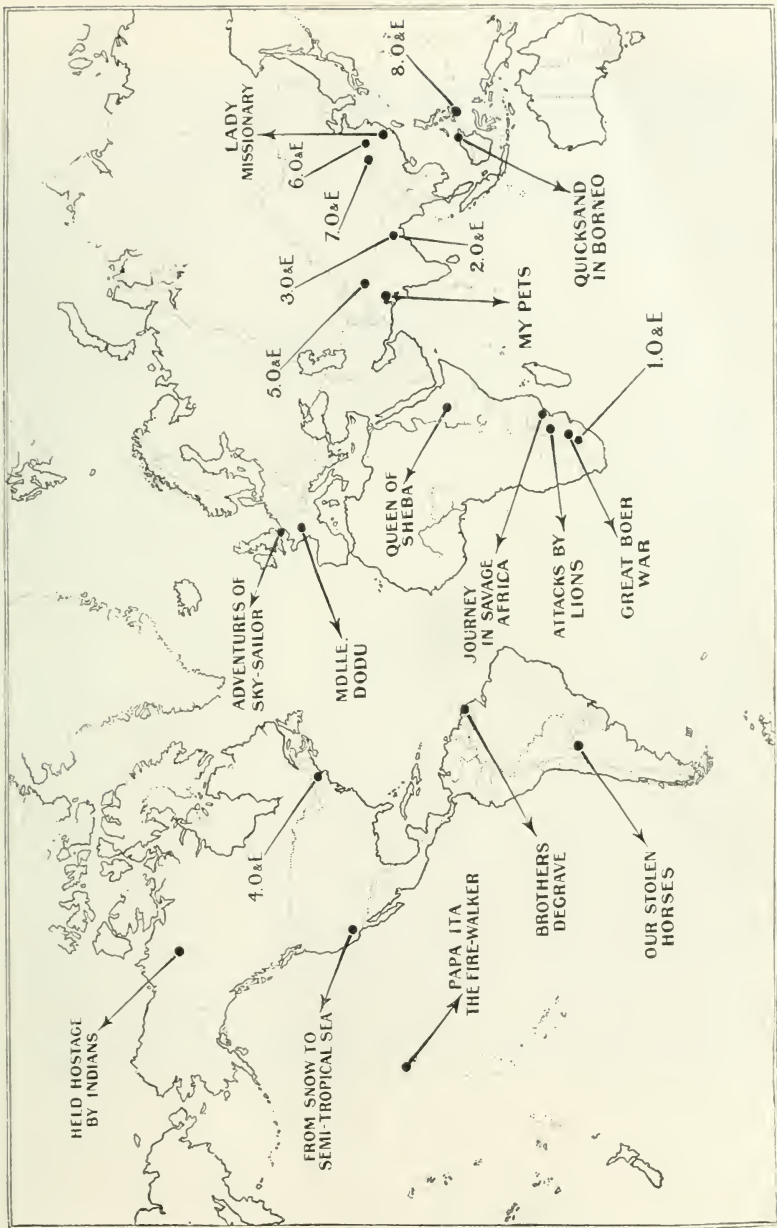 HELD HOSTAGE
BY INDIANS
FROM SNOW TO
SEMI-TROPICAL SEA
4.O&E
PAPA ITA
THE FIRE-WALKER
BROTHERS
DEGRAVE
OUR STOLEN
HORSES
ADVENTURES OF
SKY-SAILOR
MDLLE.
DODU
QUEEN OF
SHEBA
JOURNEY
IN SAVAGE
AFRICA
ATTACKS BY
LIONS
GREAT BOER
WAR
1.O&E
5.O&E
MY PETS
3.O&E
2.O&E
7.O&E
6.O&E
LADY
MISSIONARY
8.O&E
QUICKSAND
IN BORNEO